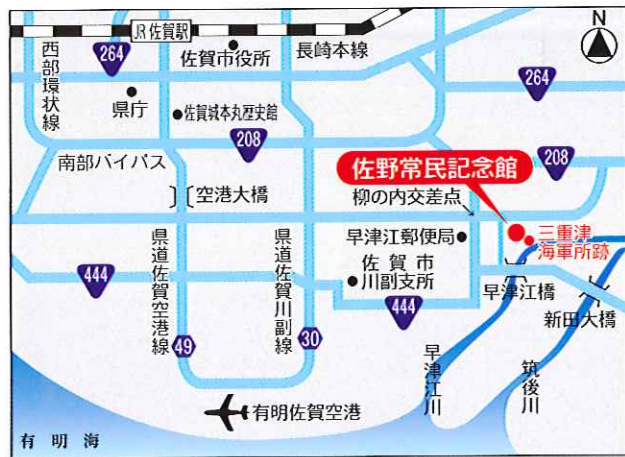 JR佐賀駅
N
264
佐賀市役所
長崎本線
西部環状線
県庁
佐賀城本丸歴史館
264
208
208
南部バイパス
佐野常民記念館
空港大橋
柳の内交差点
三重津
海軍所跡
早津江郵便局
県道佐賀空港線
県道佐賀川副線
佐賀市
川副支所
444
444
早津江橋
新田大橋
49
30
早津江川
筑後川
有明佐賀空港
有明海